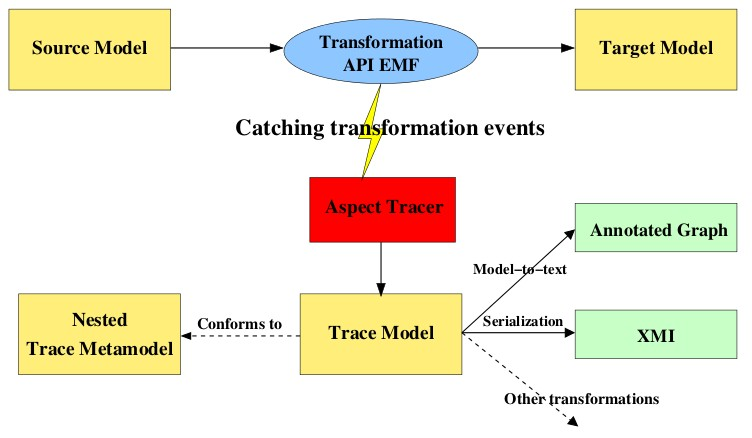 Source Model
Transformation
API EMF
Target Model
Catching transformation events
Aspect Tracer
Annotated Graph
Model-to-text
Nested
Trace Metamodel
Conforms to
Trace Model
Serialization
XMI
Other transformations